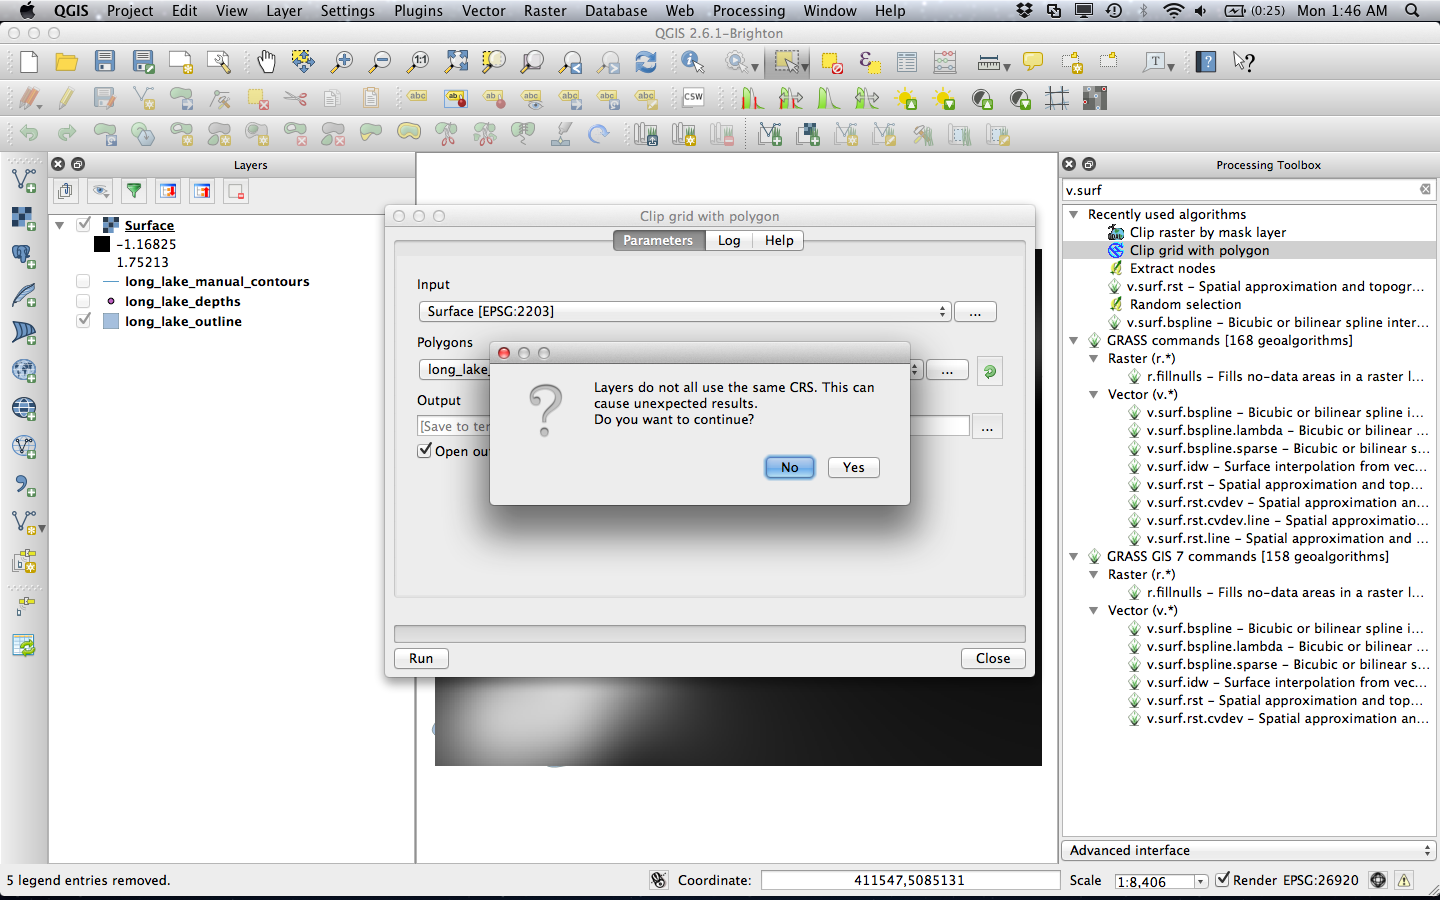 QGIS Project Edit View Layer Settings Plugins Vector Raster Database Web Processing Window Help (0:25) Mon 1:46 AM
QGIS 2.6.1-Brighton
Layers
Surface
-1.16825
1.75213
long_lake_manual_contours
long_lake_depths
long_lake_outline
Clip grid with polygon
Parameters Log Help
Input
Surface [EPSG:2203]
...
Polygons
long_lake_
...
Output
[Save to ter
...
Open ou
Layers do not all use the same CRS. This can
cause unexpected results.
Do you want to continue?
No Yes
Run Close
Processing Toolbox
v.surf
Recently used algorithms
Clip raster by mask layer
Clip grid with polygon
Extract nodes
v.surf.rst - Spatial approximation and topogr...
Random selection
v.surf.bspline - Bicubic or bilinear spline inter...
GRASS commands [168 geoalgorithms]
Raster (r.*)
r.fillnulls - Fills no-data areas in a raster l...
Vector (v.*)
v.surf.bspline - Bicubic or bilinear spline i...
v.surf.bspline.lambda - Bicubic or bilinear ...
v.surf.bspline.sparse - Bicubic or bilinear s...
v.surf.idw - Surface interpolation from vec...
v.surf.rst - Spatial approximation and top...
v.surf.rst.cvdev - Spatial approximation an...
v.surf.rst.cvdev.line - Spatial approximatio...
v.surf.rst.line - Spatial approximation and ...
GRASS GIS 7 commands [158 geoalgorithms]
Raster (r.*)
r.fillnulls - Fills no-data areas in a raster l...
Vector (v.*)
v.surf.bspline - Bicubic or bilinear spline i...
v.surf.bspline.lambda - Bicubic or bilinear ...
v.surf.bspline.sparse - Bicubic or bilinear s...
v.surf.idw - Surface interpolation from vec...
v.surf.rst - Spatial approximation and top...
v.surf.rst.cvdev - Spatial approximation an...
Advanced interface
5 legend entries removed.
Coordinate: 411547,5085131 Scale 1:8,406 Render EPSG:26920